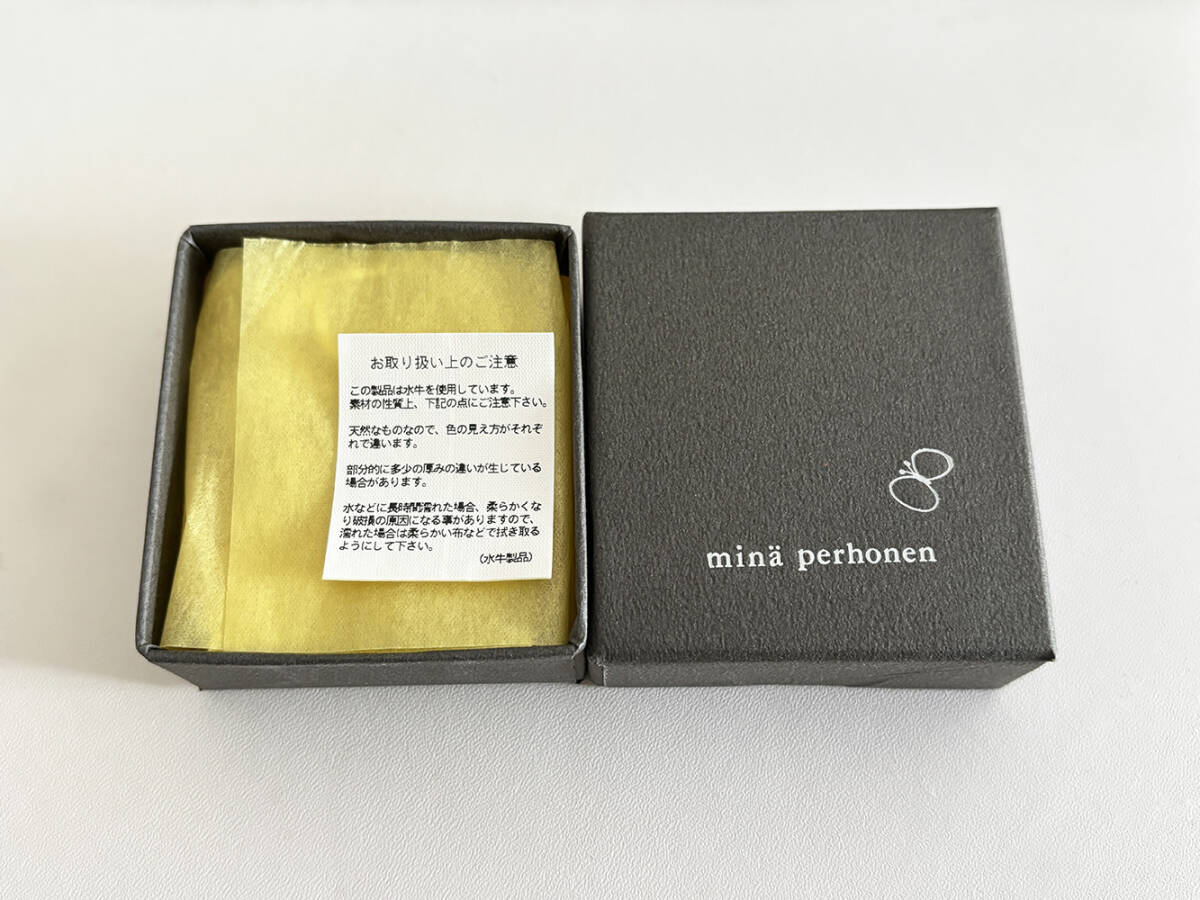 お取り扱い上のご注意
この製品は水牛を使用しています。
素材の性質上、下記の点にご注意下さい。
天然なものなので、色の見え方がそれぞ
れで違います。
部分的に多少の厚みの違いが生じている
場合があります。
水などに長時間濡れた場合、柔らかくな
り破損の原因になる事がありますので、
濡れた場合は柔らかい布などで拭き取る
ようにして下さい。
(水牛製品)
minä perhonen